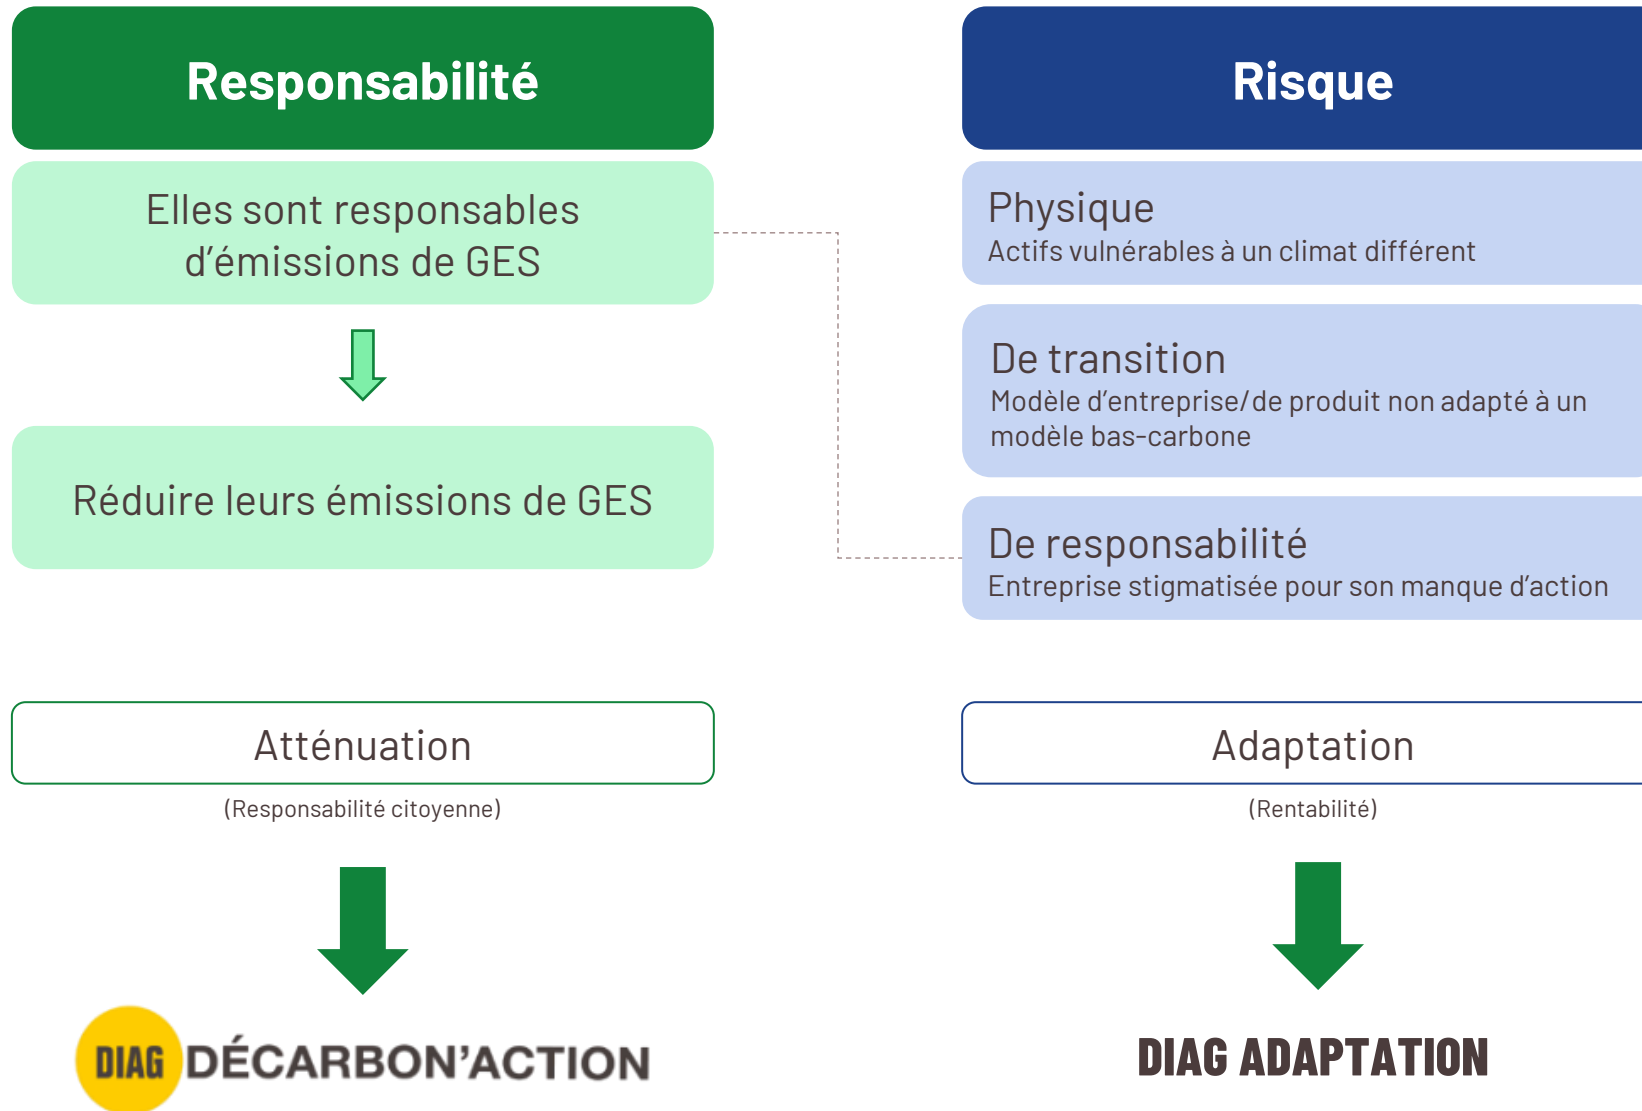 Responsabilité
Elles sont responsables
d’émissions de GES
Réduire leurs émissions de GES
Atténuation
(Responsabilité citoyenne)
DIAG DÉCARBON’ACTION
Risque
Physique
Actifs vulnérables à un climat différent
De transition
Modèle d’entreprise/de produit non adapté à un
modèle bas-carbone
De responsabilité
Entreprise stigmatisée pour son manque d’action
Adaptation
(Rentabilité)
DIAG ADAPTATION